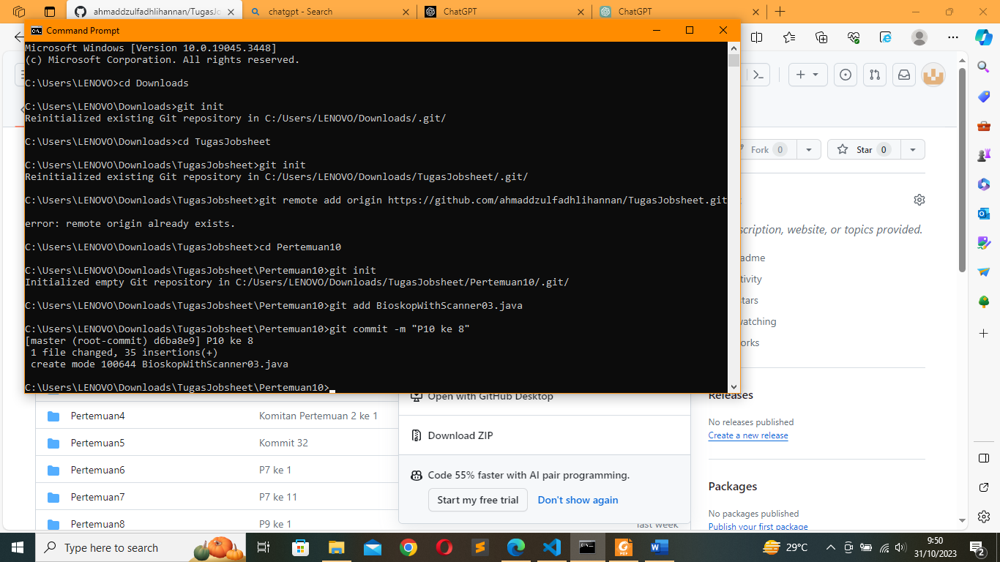 ahmaddzulfadhlihannan/TugasJo
chatgpt - Search
ChatGPT
ChatGPT
Command Prompt
Microsoft Windows [Version 10.0.19045.3448]
(c) Microsoft Corporation. All rights reserved.
C:\Users\LENOVO>cd Downloads
C:\Users\LENOVO\Downloads>git init
Reinitialized existing Git repository in C:/Users/LENOVO/Downloads/.git/
C:\Users\LENOVO\Downloads>cd TugasJobsheet
C:\Users\LENOVO\Downloads\TugasJobsheet>git init
Reinitialized existing Git repository in C:/Users/LENOVO/Downloads/TugasJobsheet/.git/
C:\Users\LENOVO\Downloads\TugasJobsheet>git remote add origin https://github.com/ahmaddzulfadhlihannan/TugasJobsheet.git
error: remote origin already exists.
C:\Users\LENOVO\Downloads\TugasJobsheet>cd Pertemuan10
C:\Users\LENOVO\Downloads\TugasJobsheet\Pertemuan10>git init
Initialized empty Git repository in C:/Users/LENOVO/Downloads/TugasJobsheet/Pertemuan10/.git/
C:\Users\LENOVO\Downloads\TugasJobsheet\Pertemuan10>git add BioskopWithScanner03.java
C:\Users\LENOVO\Downloads\TugasJobsheet\Pertemuan10>git commit -m "P10 ke 8"
[master (root-commit) d6ba8e9] P10 ke 8
1 file changed, 35 insertions(+)
create mode 100644 BioskopWithScanner03.java
C:\Users\LENOVO\Downloads\TugasJobsheet\Pertemuan10>
Fork 0
Star 0
scription, website, or topics provided.
adme
tivity
stars
vatching
orks
Releases
No releases published
Create a new release
Packages
No packages published
Publish your first package
Open with GitHub Desktop
Download ZIP
Code 55% faster with AI pair programming.
Start my free trial Don't show again
Pertemuan4 Komitan Pertemuan 2 ke 1
Pertemuan5 Kommit 32
Pertemuan6 P7 ke 1
Pertemuan7 P7 ke 11
Pertemuan8 P9 ke 1 last week
Type here to search
29°C
9:50
31/10/2023
2